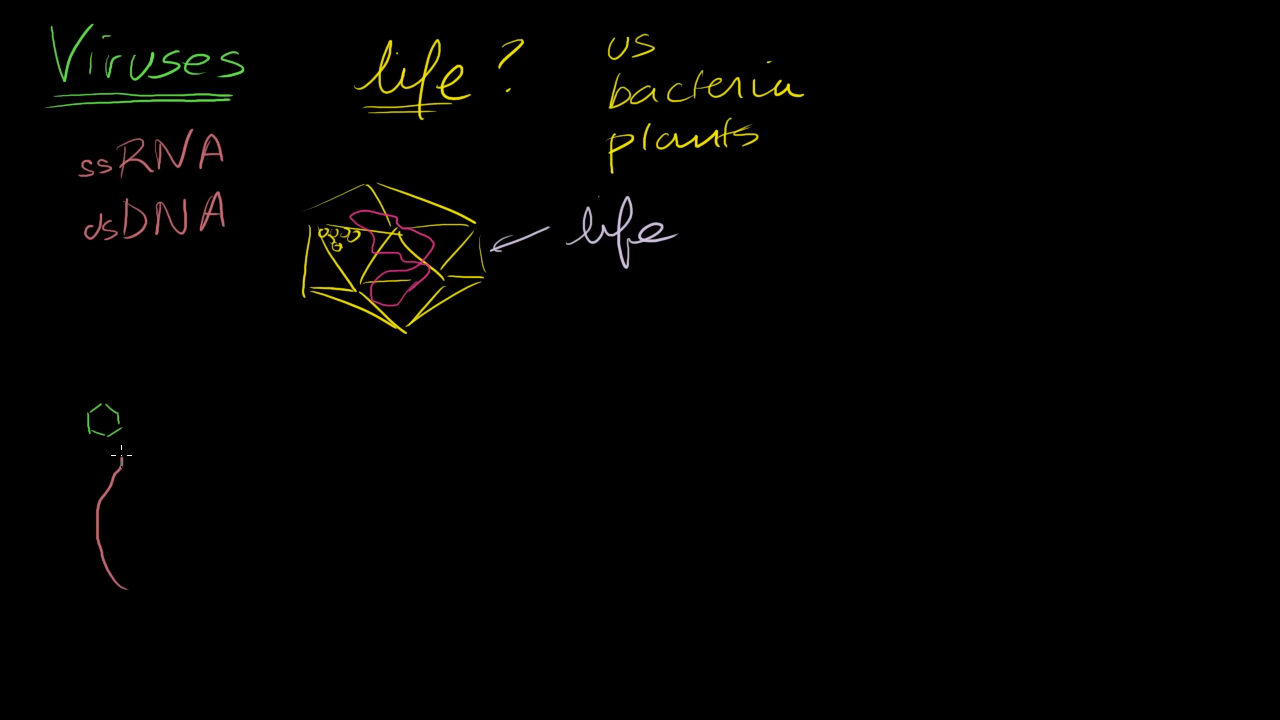 Viruses
ssRNA
dsDNA
life?
us
bacteria
plants
life